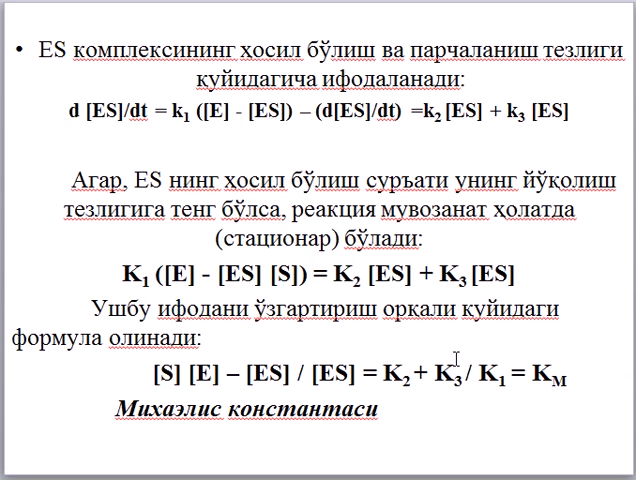 • ES комплексининг ҳосил бўлиш ва парчаланиш тезлиги
қуйидагича ифодаланади:
d [ES]/dt = k₁ ([E] - [ES]) – (d[ES]/dt) =k₂ [ES] + k₃ [ES]
Агар, ES нинг ҳосил бўлиш суръати унинг йўқолиш
тезлигига тенг бўлса, реакция мувозанат ҳолатда
(стационар) бўлади:
K₁ ([E] - [ES] [S]) = K₂ [ES] + K₃ [ES]
Ушбу ифодани ўзгартириш орқали қуйидаги
формула олинади:
[S] [E] – [ES] / [ES] = K₂ + K₃ / K₁ = Kм
Михаэлис константаси